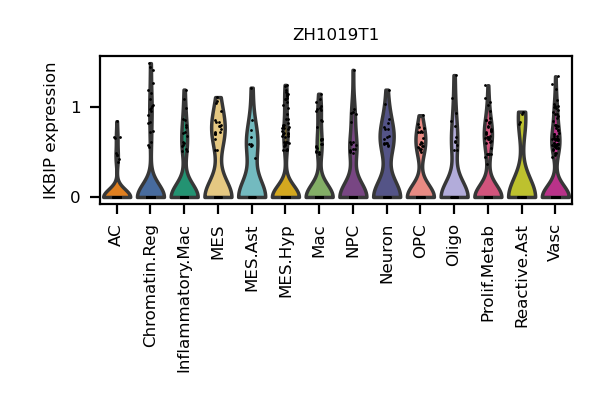 ZH1019T1
IKBIP expression
1
0
AC
Chromatin.Reg
Inflammatory.Mac
MES
MES.Ast
MES.Hyp
Mac
NPC
Neuron
OPC
Oligo
Prolif.Metab
Reactive.Ast
Vasc